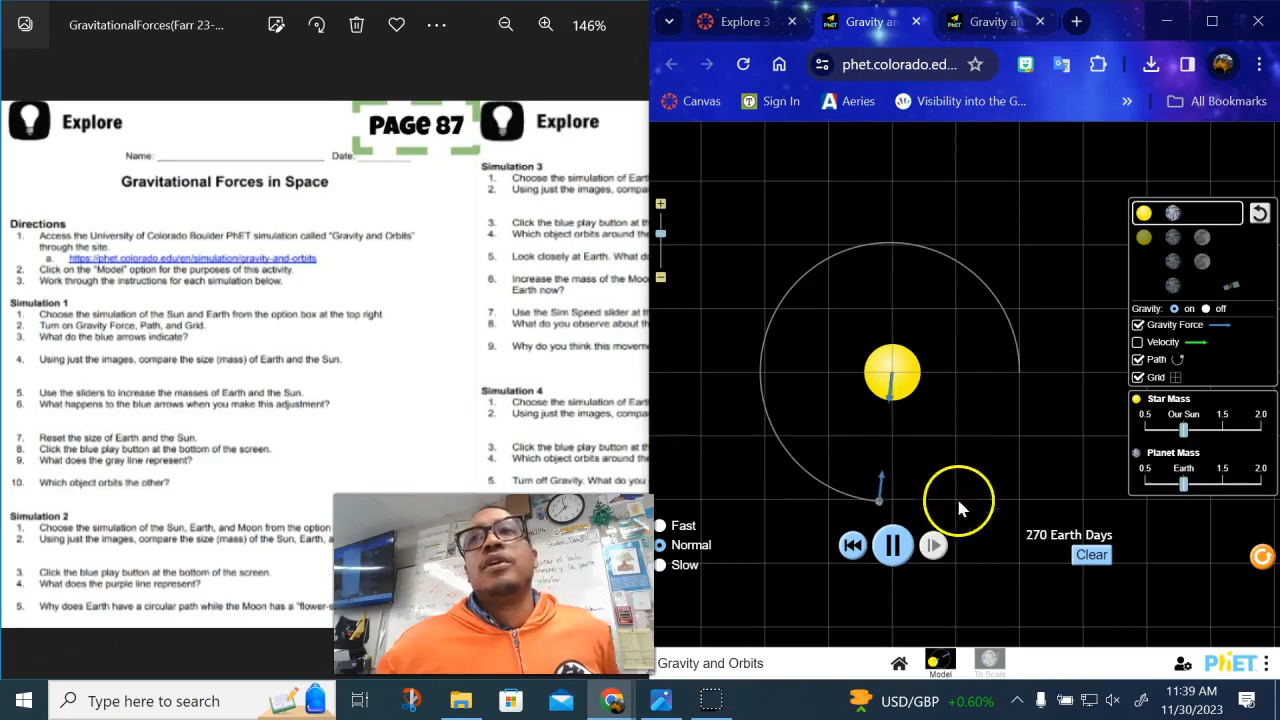 GravitationalForces(Farr 23-...
146%
Explore
PAGE 87
Name: ____ Date: ____
Gravitational Forces in Space
Directions
1. Access the University of Colorado Boulder PhET simulation called "Gravity and Orbits"
through the site.
a. https://phet.colorado.edu/en/simulation/gravity-and-orbits
2. Click on the "Model" option for the purposes of this activity.
3. Work through the instructions for each simulation below.
Simulation 1
1. Choose the simulation of the Sun and Earth from the option box at the top right.
2. Turn on Gravity Force, Path, and Grid.
3. What do the blue arrows indicate?
4. Using just the images, compare the size (mass) of Earth and the Sun.
5. Use the sliders to increase the masses of Earth and the Sun.
6. What happens to the blue arrows when you make this adjustment?
7. Reset the size of Earth and the Sun.
8. Click the blue play button at the bottom of the screen.
9. What does the gray line represent?
10. Which object orbits the other?
Simulation 2
1. Choose the simulation of the Sun, Earth, and Moon from the option
2. Using just the images, compare the size (mass) of the Sun, Earth, a
3. Click the blue play button at the bottom of the screen.
4. What does the purple line represent?
5. Why does Earth have a circular path while the Moon has a "flower-s
Explore
Simulation 3
1. Choose the simulation of Eart
2. Using just the images, compa
3. Click the blue play button at th
4. Which object orbits around the
5. Look closely at Earth. What do
6. Increase the mass of the Moo
Earth now?
7. Use the Sim Speed slider at th
8. What do you observe about th
9. Why do you think this moveme
Simulation 4
1. Choose the simulation of Eart
2. Using just the images, compa
3. Click the blue play button at th
4. Which object orbits around the
5. Turn off Gravity. What do you
Explore 3
Gravity an
Gravity an
phet.colorado.ed...
Canvas
Sign In
Aeries
Visibility into the G...
All Bookmarks
Gravity: on off
Gravity Force
Velocity
Path
Grid
Star Mass
0.5 Our Sun 1.5 2.0
Planet Mass
0.5 Earth 1.5 2.0
Fast
Normal
Slow
270 Earth Days
Clear
Gravity and Orbits
Model
To Scale
PhET
Type here to search
USD/GBP +0.60%
11:39 AM
11/30/2023